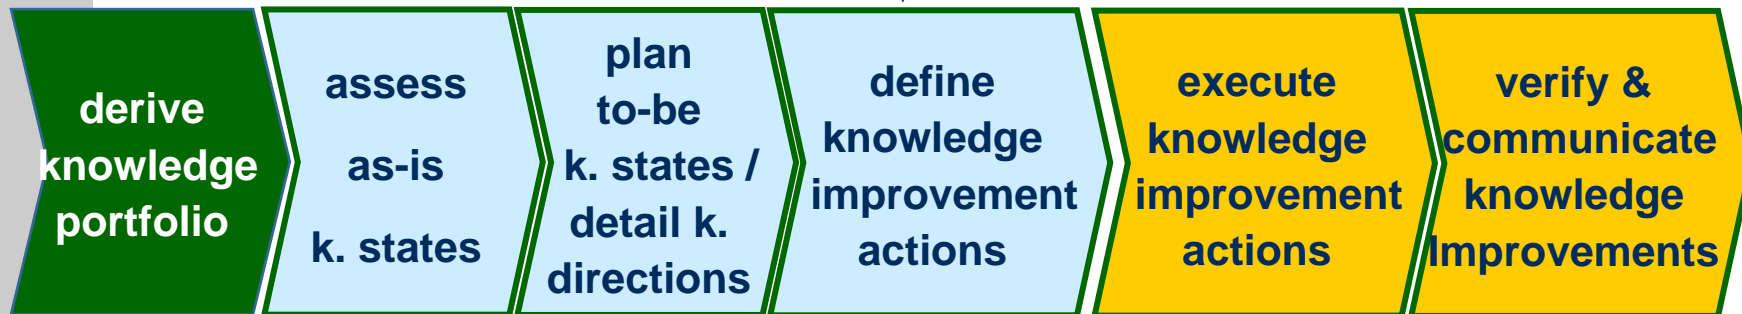 derive
knowledge
portfolio
assess
as-is
k. states
plan
to-be
k. states /
detail k.
directions
define
knowledge
improvement
actions
execute
knowledge
improvement
actions
verify &
communicate
knowledge
Improvements